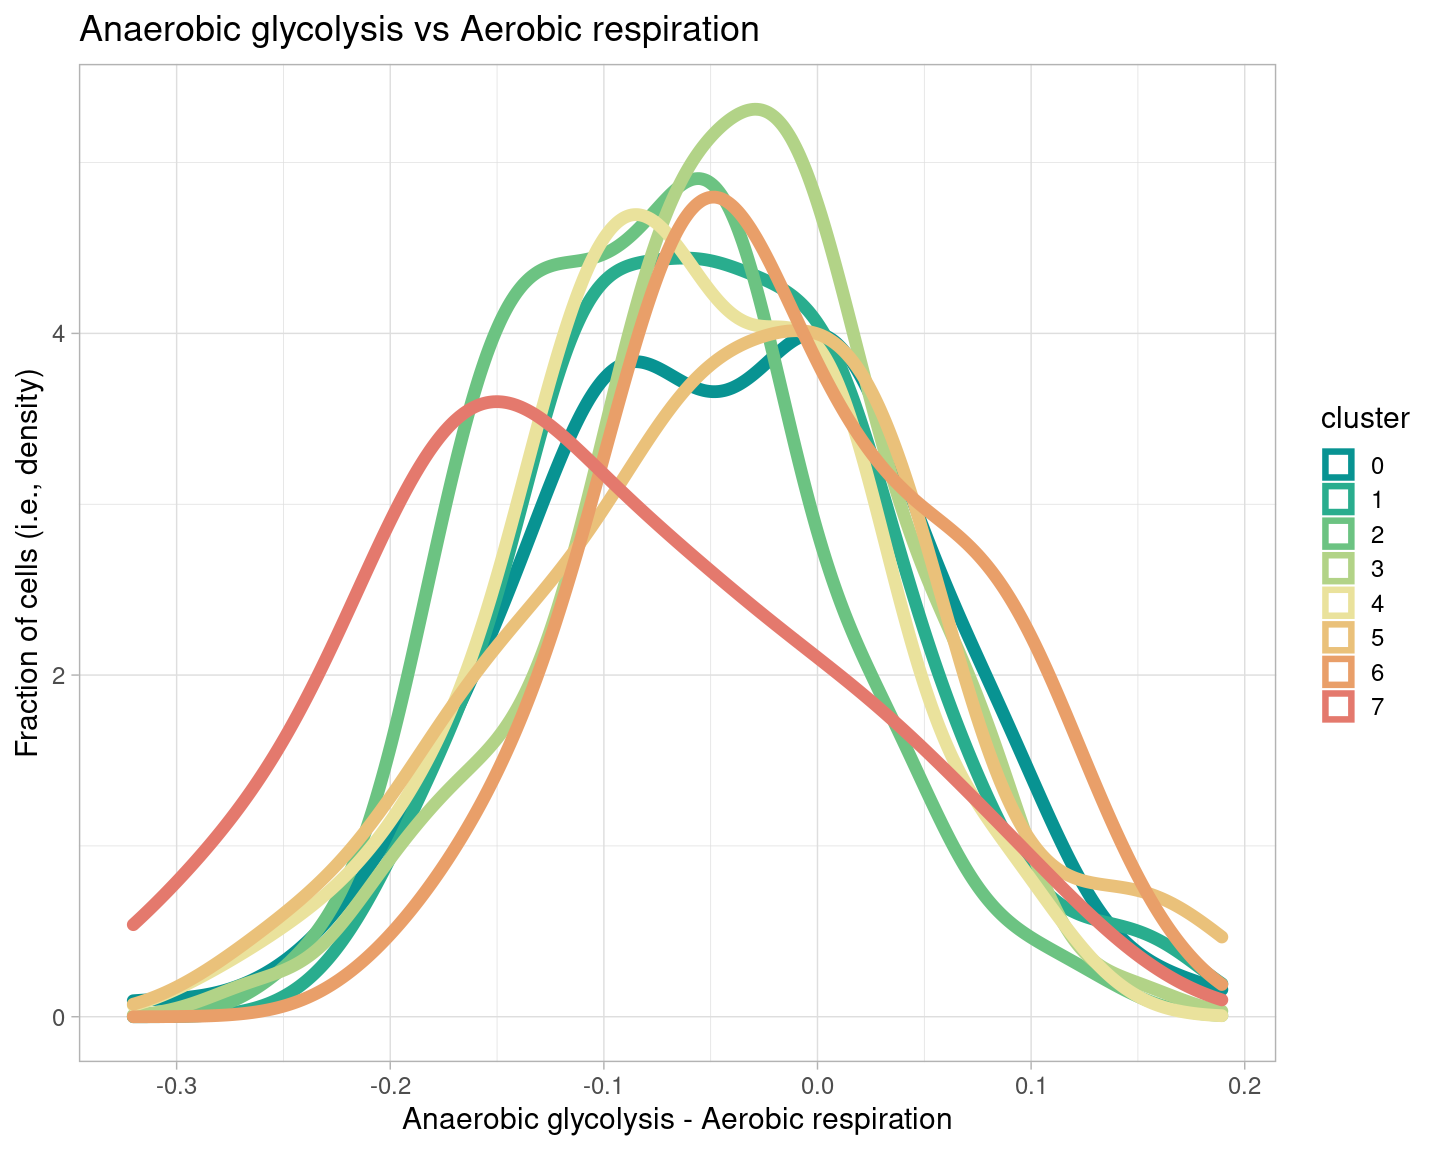 Anaerobic glycolysis vs Aerobic respiration
Fraction of cells (i.e., density)
4
2
0
-0.3 -0.2 -0.1 0.0 0.1 0.2
Anaerobic glycolysis - Aerobic respiration
cluster
0
1
2
3
4
5
6
7